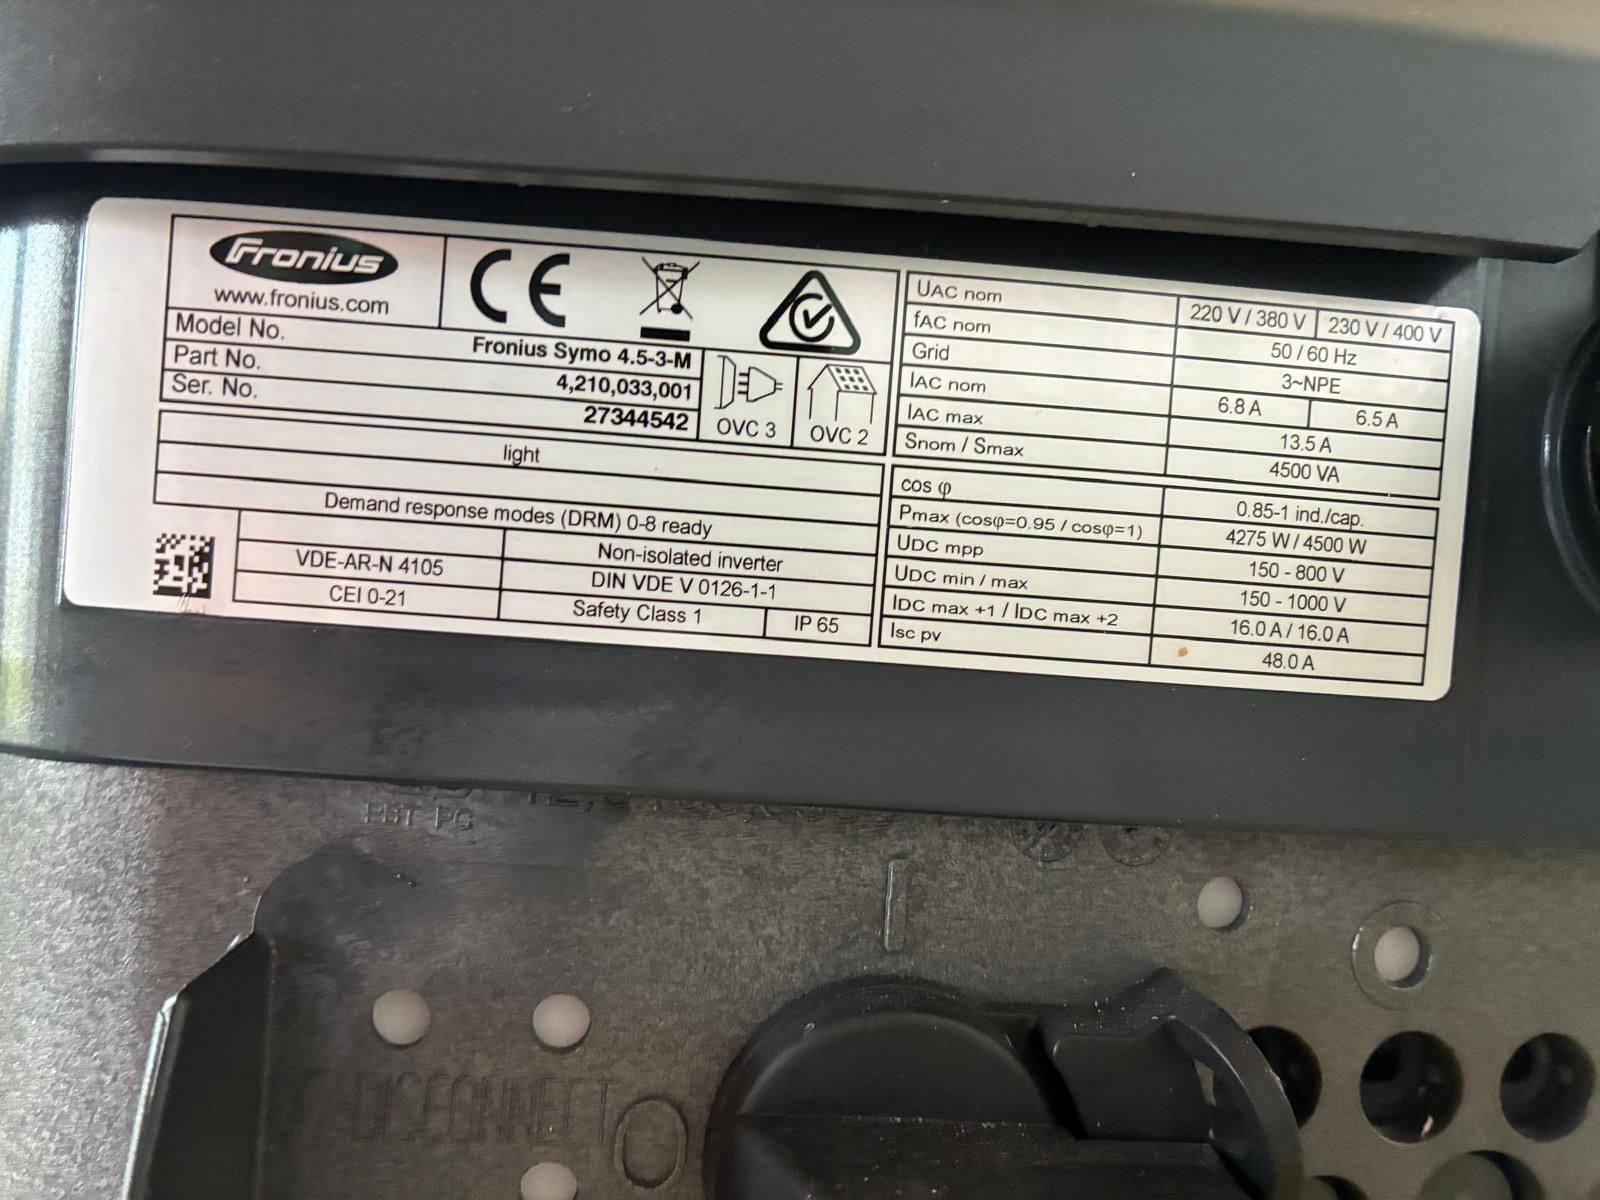 Fronius
www.fronius.com
CE
Model No. Fronius Symo 4.5-3-M
Part No. 4,210,033,001
Ser. No. 27344542
OVC 3
OVC 2
light
Demand response modes (DRM) 0-8 ready
VDE-AR-N 4105
Non-isolated inverter
DIN VDE V 0126-1-1
CEI 0-21
Safety Class 1
IP 65
UAC nom 220 V / 380 V 230 V / 400 V
fAC nom 50 / 60 Hz
Grid 3~NPE
IAC nom 6.8 A 6.5 A
IAC max 13.5 A
Snom / Smax 4500 VA
cos φ 0.85-1 ind./cap.
Pmax (cosφ=0.95 / cosφ=1) 4275 W / 4500 W
UDC mpp 150 - 800 V
UDC min / max 150 - 1000 V
IDC max +1 / IDC max +2 16.0 A / 16.0 A
Isc pv 48.0 A
PBT PC
I
DISCONNECT O